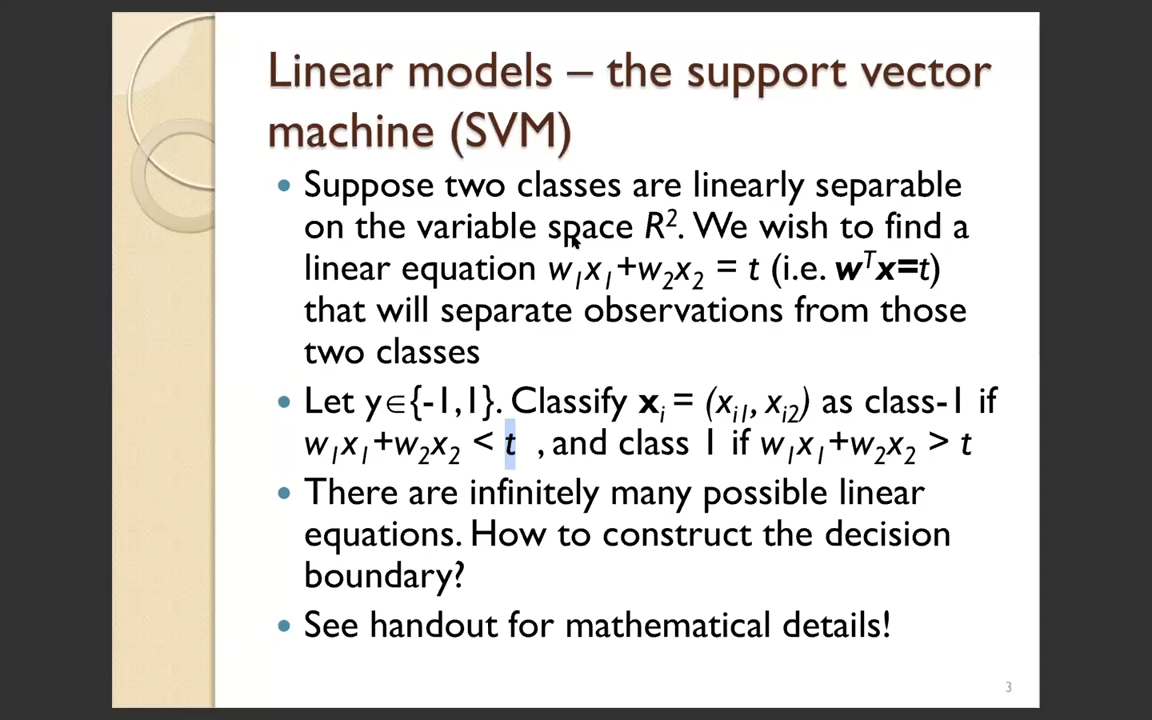 Linear models – the support vector
machine (SVM)
• Suppose two classes are linearly separable
on the variable space R². We wish to find a
linear equation w₁x₁+w₂x₂ = t (i.e. wᵀx=t)
that will separate observations from those
two classes
• Let y∈{-1,1}. Classify xᵢ = (xᵢ₁, xᵢ₂) as class-1 if
w₁x₁+w₂x₂ < t , and class 1 if w₁x₁+w₂x₂ > t
• There are infinitely many possible linear
equations. How to construct the decision
boundary?
• See handout for mathematical details!
3